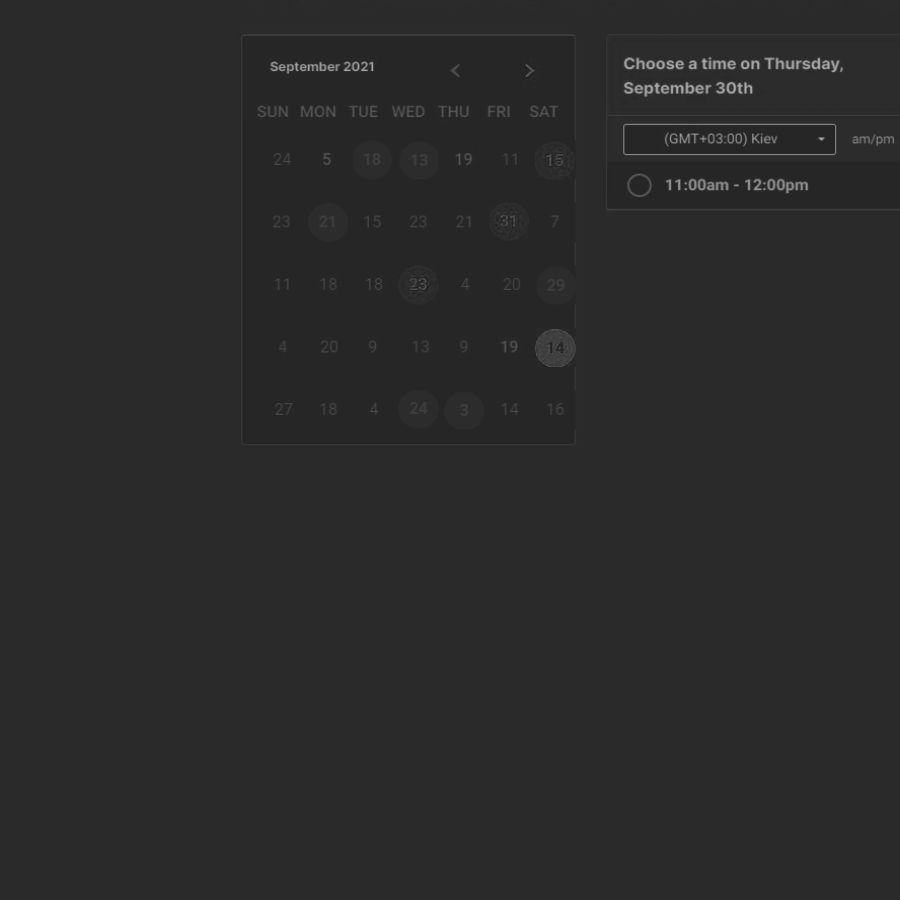 September 2021
SUN MON TUE WED THU FRI SAT
24 5 18 13 19 11 15
23 21 15 23 21 31 7
11 18 18 23 4 20 29
4 20 9 13 9 19 14
27 18 4 24 3 14 16
Choose a time on Thursday,
September 30th
(GMT+03:00) Kiev am/pm
11:00am - 12:00pm